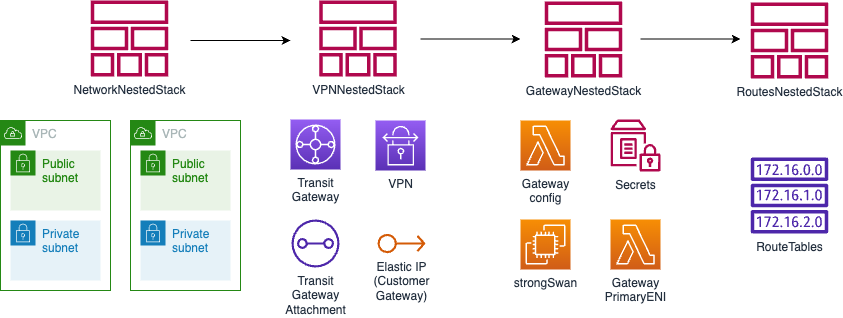 NetworkNestedStack
VPNNestedStack
GatewayNestedStack
RoutesNestedStack
VPC
Public
subnet
Private
subnet
VPC
Public
subnet
Private
subnet
Transit
Gateway
VPN
Transit
Gateway
Attachment
Elastic IP
(Customer
Gateway)
Gateway
config
Secrets
strongSwan
Gateway
PrimaryENI
172.16.0.0
172.16.1.0
172.16.2.0
RouteTables